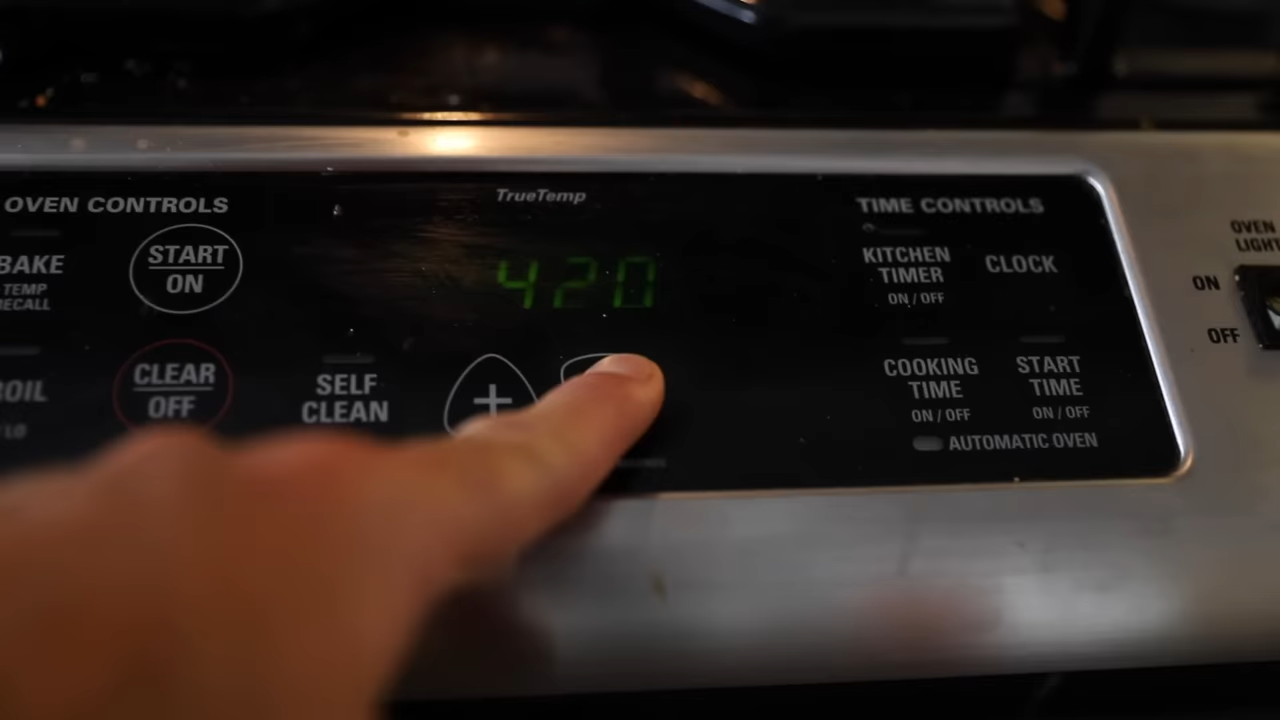 OVEN CONTROLS
BAKE
TEMP
RECALL
START
ON
CLEAR
OFF
SELF
CLEAN
TrueTemp
420
+
TIME CONTROLS
KITCHEN
TIMER
ON / OFF
CLOCK
COOKING
TIME
ON / OFF
START
TIME
ON / OFF
AUTOMATIC OVEN
OVEN
LIGHT
ON
OFF